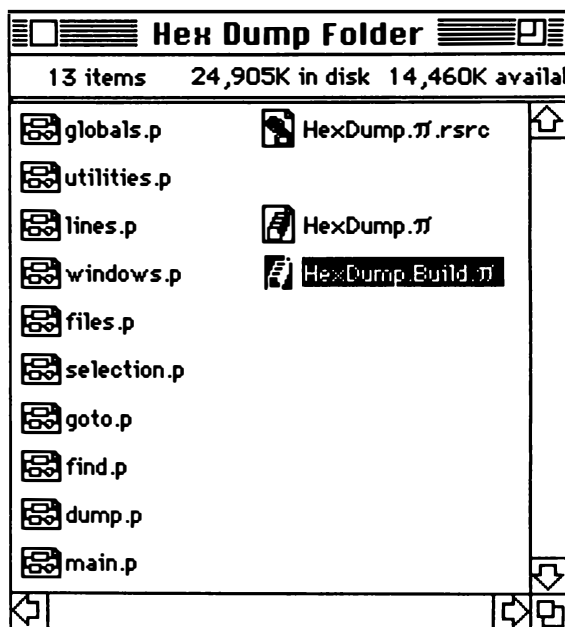 Hex Dump Folder
13 items 24,905K in disk 14,460K availal
globals.p HexDump.π.rsrc
utilities.p
lines.p HexDump.π
windows.p HexDump.Build.π
files.p
selection.p
goto.p
find.p
dump.p
main.p